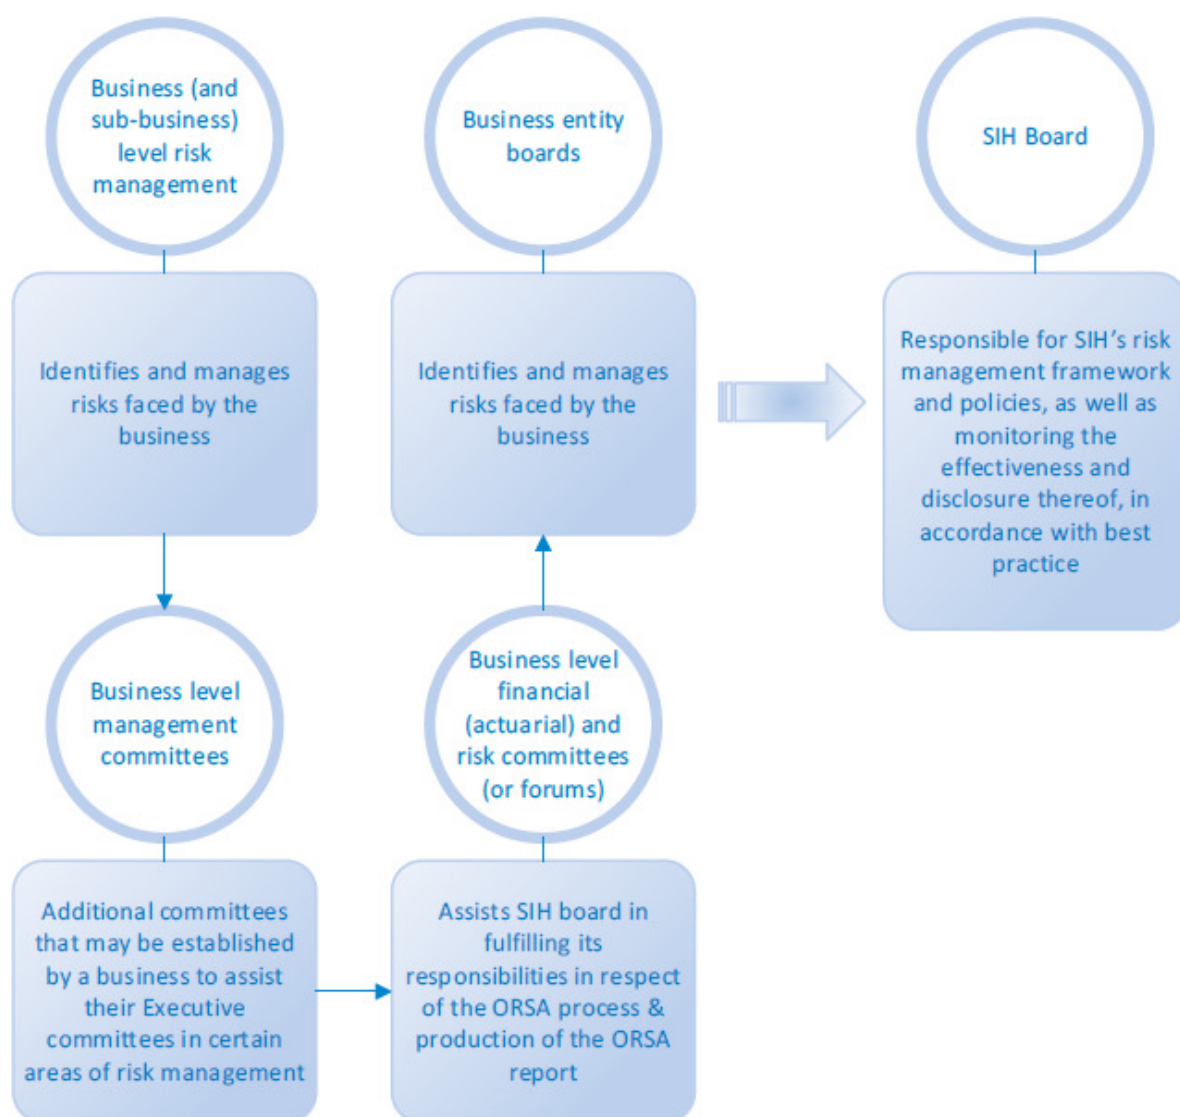 Business (and
sub-business)
level risk
management
Identifies and manages
risks faced by the
business
Business level
management
committees
Additional committees
that may be established
by a business to assist
their Executive
committees in certain
areas of risk management
Business level
financial
(actuarial) and
risk committees
(or forums)
Assists SIH board in
fulfilling its
responsibilities in respect
of the ORSA process &
production of the ORSA
report
Business entity
boards
Identifies and manages
risks faced by the
business
SIH Board
Responsible for SIH’s risk
management framework
and policies, as well as
monitoring the
effectiveness and
disclosure thereof, in
accordance with best
practice